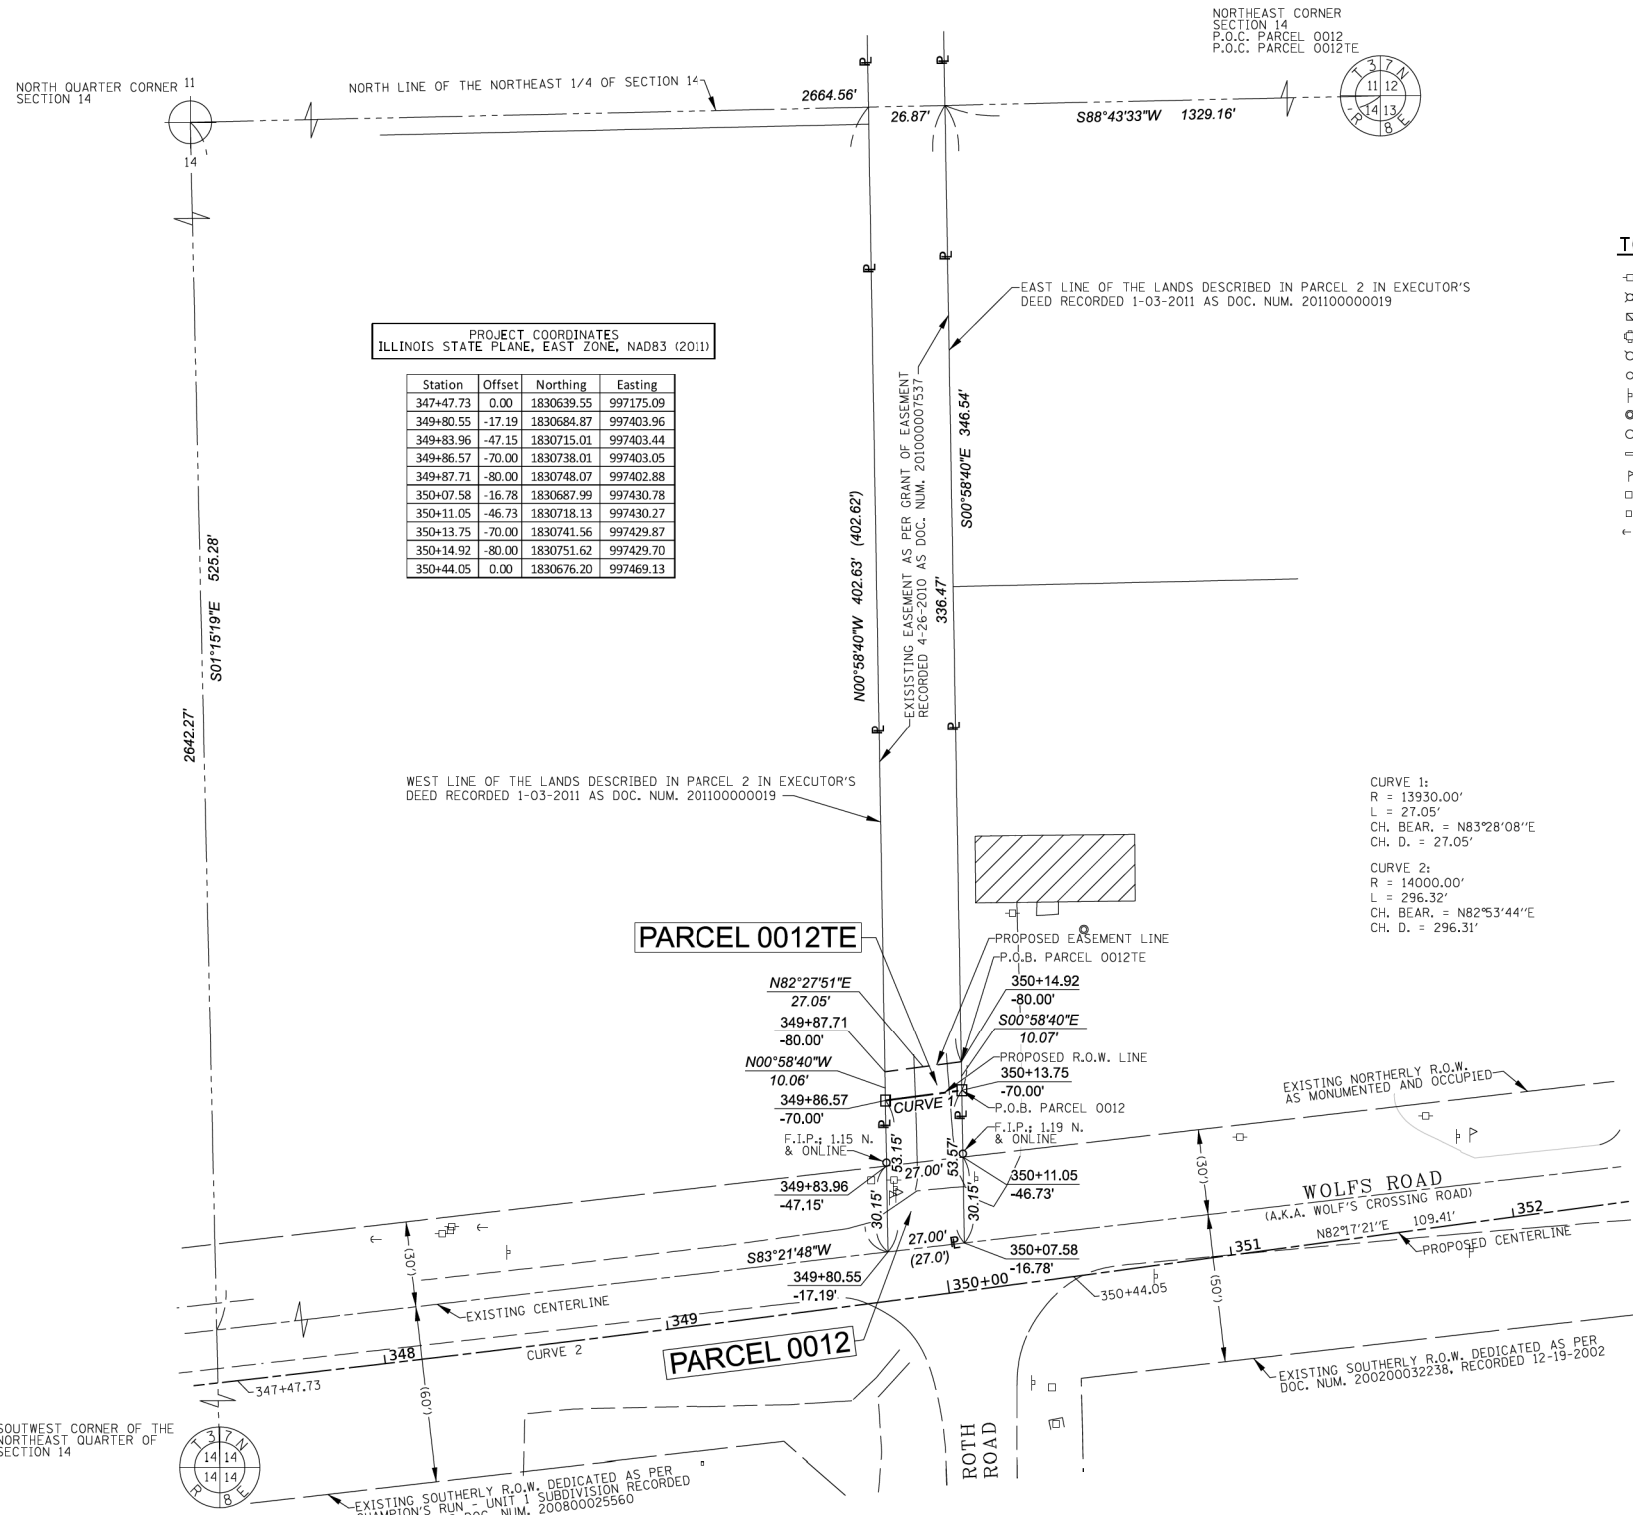 NORTHEAST CORNER
SECTION 14
P.O.C. PARCEL 0012
P.O.C. PARCEL 0012TE
T 37 N
11 12
14 13
R 8 E
NORTH QUARTER CORNER
SECTION 14
11
14
NORTH LINE OF THE NORTHEAST 1/4 OF SECTION 14
2664.56'
26.87'
S88°43'33"W 1329.16'
EAST LINE OF THE LANDS DESCRIBED IN PARCEL 2 IN EXECUTOR'S
DEED RECORDED 1-03-2011 AS DOC. NUM. 201100000019
PROJECT COORDINATES
ILLINOIS STATE PLANE, EAST ZONE, NAD83 (2011)
Station Offset Northing Easting
347+47.73 0.00 1830639.55 997175.09
349+80.55 -17.19 1830684.87 997403.96
349+83.96 -47.15 1830715.01 997403.44
349+86.57 -70.00 1830738.01 997403.05
349+87.71 -80.00 1830748.07 997402.88
350+07.58 -16.78 1830687.99 997430.78
350+11.05 -46.73 1830718.13 997430.27
350+13.75 -70.00 1830741.56 997429.87
350+14.92 -80.00 1830751.62 997429.70
350+44.05 0.00 1830676.20 997469.13
S01°15'19"E 525.28'
2642.27'
N00°58'40"W 402.63' (402.62')
EXISISTING EASEMENT AS PER GRANT OF EASEMENT
RECORDED 4-26-2010 AS DOC. NUM. 201000007537
336.47'
S00°58'40"E 346.54'
WEST LINE OF THE LANDS DESCRIBED IN PARCEL 2 IN EXECUTOR'S
DEED RECORDED 1-03-2011 AS DOC. NUM. 201100000019
CURVE 1:
R = 13930.00'
L = 27.05'
CH. BEAR. = N83°28'08"E
CH. D. = 27.05'
CURVE 2:
R = 14000.00'
L = 296.32'
CH. BEAR. = N82°53'44"E
CH. D. = 296.31'
PARCEL 0012TE
PROPOSED EASEMENT LINE
P.O.B. PARCEL 0012TE
N82°27'51"E
27.05'
350+14.92
-80.00'
349+87.71
-80.00'
S00°58'40"E
10.07'
N00°58'40"W
10.06'
PROPOSED R.O.W. LINE
350+13.75
-70.00'
349+86.57
-70.00'
CURVE 1
P.O.B. PARCEL 0012
F.I.P.; 1.15 N.
& ONLINE
F.I.P.; 1.19 N.
& ONLINE
53.15'
53.57'
27.00'
349+83.96
-47.15'
350+11.05
-46.73'
30.15'
30.15'
27.00'
(27.0')
S83°21'48"W
350+07.58
-16.78'
349+80.55
-17.19'
EXISTING NORTHERLY R.O.W.
AS MONUMENTED AND OCCUPIED
(30')
WOLFS ROAD
(A.K.A. WOLF'S CROSSING ROAD)
N82°17'21"E 109.41'
352
351
PROPOSED CENTERLINE
(50')
350+00
350+44.05
(30')
EXISTING CENTERLINE
349
348
CURVE 2
347+47.73
(60')
PARCEL 0012
EXISTING SOUTHERLY R.O.W. DEDICATED AS PER
DOC. NUM. 200200032238, RECORDED 12-19-2002
ROTH
ROAD
SOUTWEST CORNER OF THE
NORTHEAST QUARTER OF
SECTION 14
T 37 N
14 14
14 14
R 8 E
EXISTING SOUTHERLY R.O.W. DEDICATED AS PER
CHAMPION'S RUN - UNIT 1 SUBDIVISION RECORDED
DOC. NUM. 200800025560